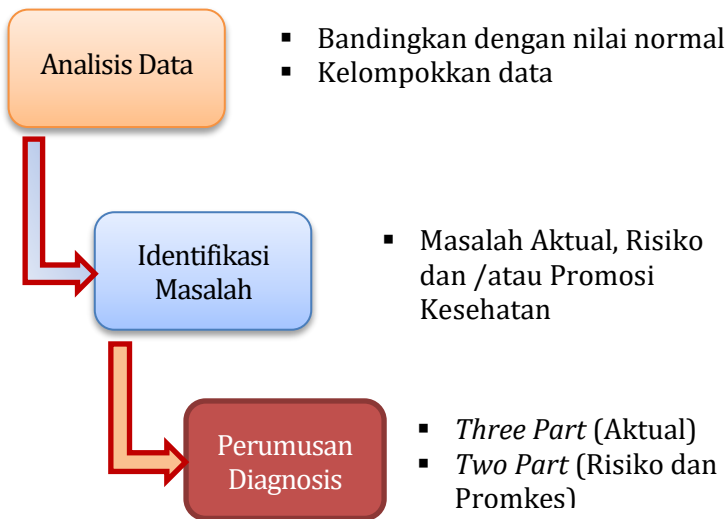 Analisis Data
▪ Bandingkan dengan nilai normal
▪ Kelompokkan data
Identifikasi
Masalah
▪ Masalah Aktual, Risiko
dan /atau Promosi
Kesehatan
Perumusan
Diagnosis
▪ Three Part (Aktual)
▪ Two Part (Risiko dan
Promkes)